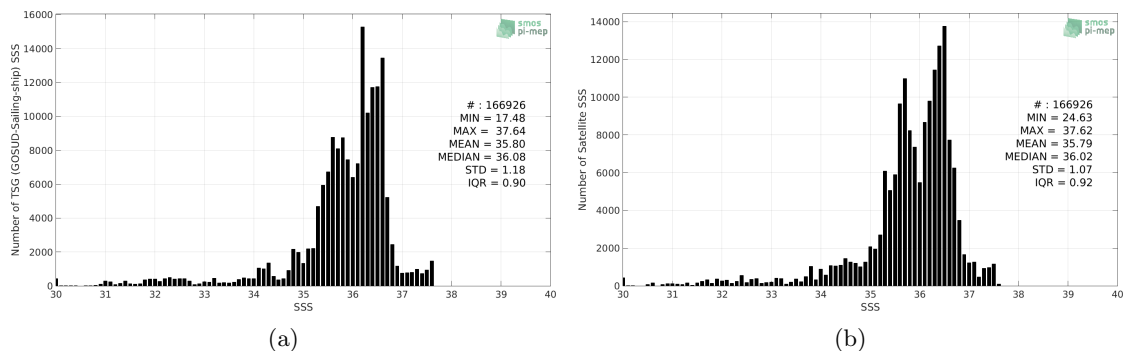 16000
14000
12000
10000
8000
6000
4000
2000
0
Number of TSG (GOSUD-Sailing-ship) SSS
30 31 32 33 34 35 36 37 38 39 40
SSS
smos
pi-mep
# : 166926
MIN = 17.48
MAX = 37.64
MEAN = 35.80
MEDIAN = 36.08
STD = 1.18
IQR = 0.90
(a)
14000
12000
10000
8000
6000
4000
2000
0
Number of Satellite SSS
30 31 32 33 34 35 36 37 38 39 40
SSS
smos
pi-mep
# : 166926
MIN = 24.63
MAX = 37.62
MEAN = 35.79
MEDIAN = 36.02
STD = 1.07
IQR = 0.92
(b)